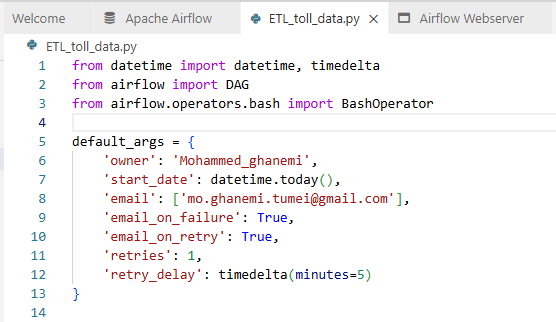 Welcome Apache Airflow ETL_toll_data.py Airflow Webserver
ETL_toll_data.py
1 from datetime import datetime, timedelta
2 from airflow import DAG
3 from airflow.operators.bash import BashOperator
4
5 default_args = {
6     'owner': 'Mohammed_ghanemi',
7     'start_date': datetime.today(),
8     'email': ['mo.ghanemi.tumei@gmail.com'],
9     'email_on_failure': True,
10     'email_on_retry': True,
11     'retries': 1,
12     'retry_delay': timedelta(minutes=5)
13 }
14